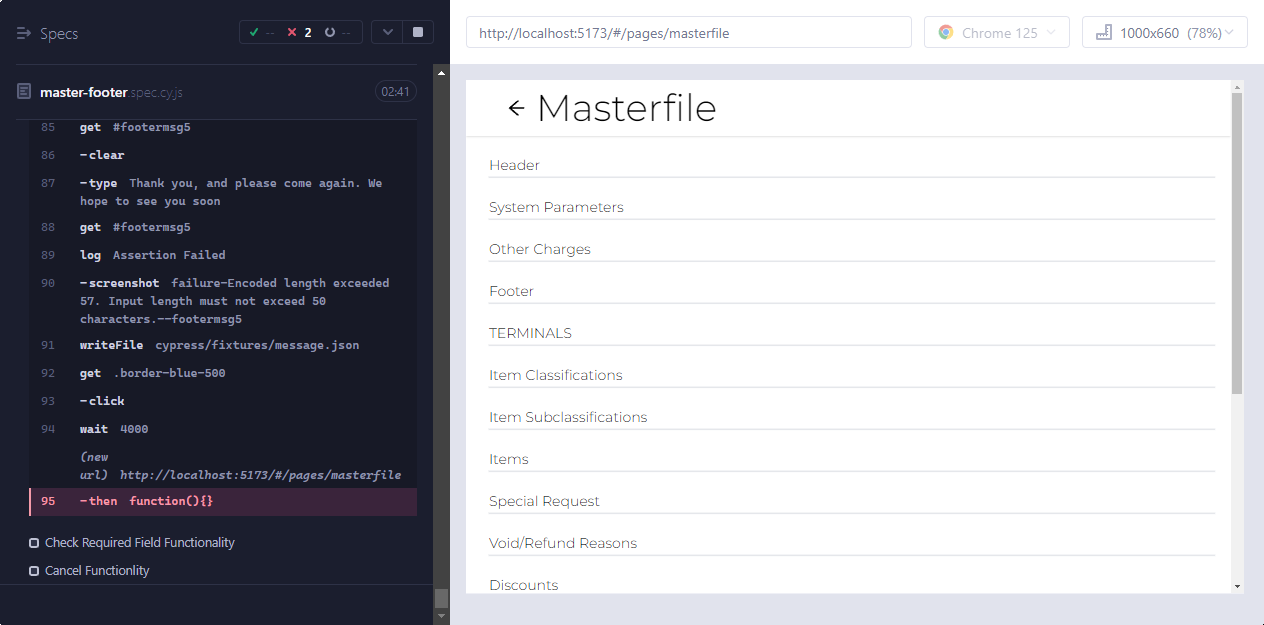 Specs
-- 2 --
http://localhost:5173/#/pages/masterfile
Chrome 125
1000x660 (78%)
master-footer.spec.cy.js
02:41
85 get #footermsg5
86 -clear
87 -type Thank you, and please come again. We
hope to see you soon
88 get #footermsg5
89 log Assertion Failed
90 -screenshot failure-Encoded length exceeded
57. Input length must not exceed 50
characters.--footermsg5
91 writeFile cypress/fixtures/message.json
92 get .border-blue-500
93 -click
94 wait 4000
(new
url) http://localhost:5173/#/pages/masterfile
95 -then function(){}
Check Required Field Functionality
Cancel Functionlity
Masterfile
Header
System Parameters
Other Charges
Footer
TERMINALS
Item Classifications
Item Subclassifications
Items
Special Request
Void/Refund Reasons
Discounts